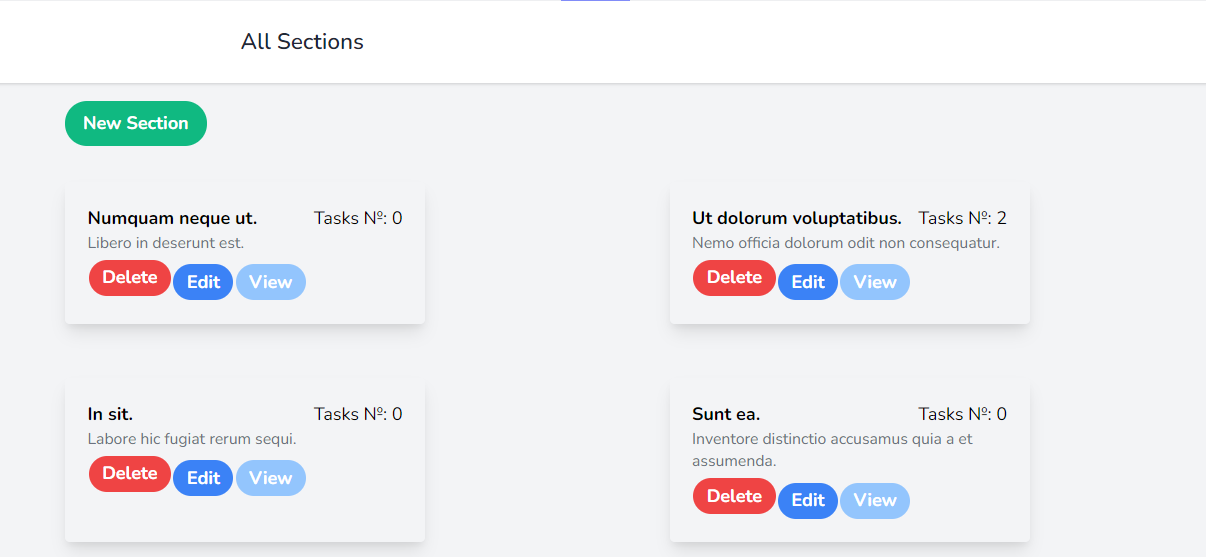 All Sections
New Section
Numquam neque ut. Tasks Nº: 0
Libero in deserunt est.
Delete Edit View
Ut dolorum voluptatibus. Tasks Nº: 2
Nemo officia dolorum odit non consequatur.
Delete Edit View
In sit. Tasks Nº: 0
Labore hic fugiat rerum sequi.
Delete Edit View
Sunt ea. Tasks Nº: 0
Inventore distinctio accusamus quia a et
assumenda.
Delete Edit View